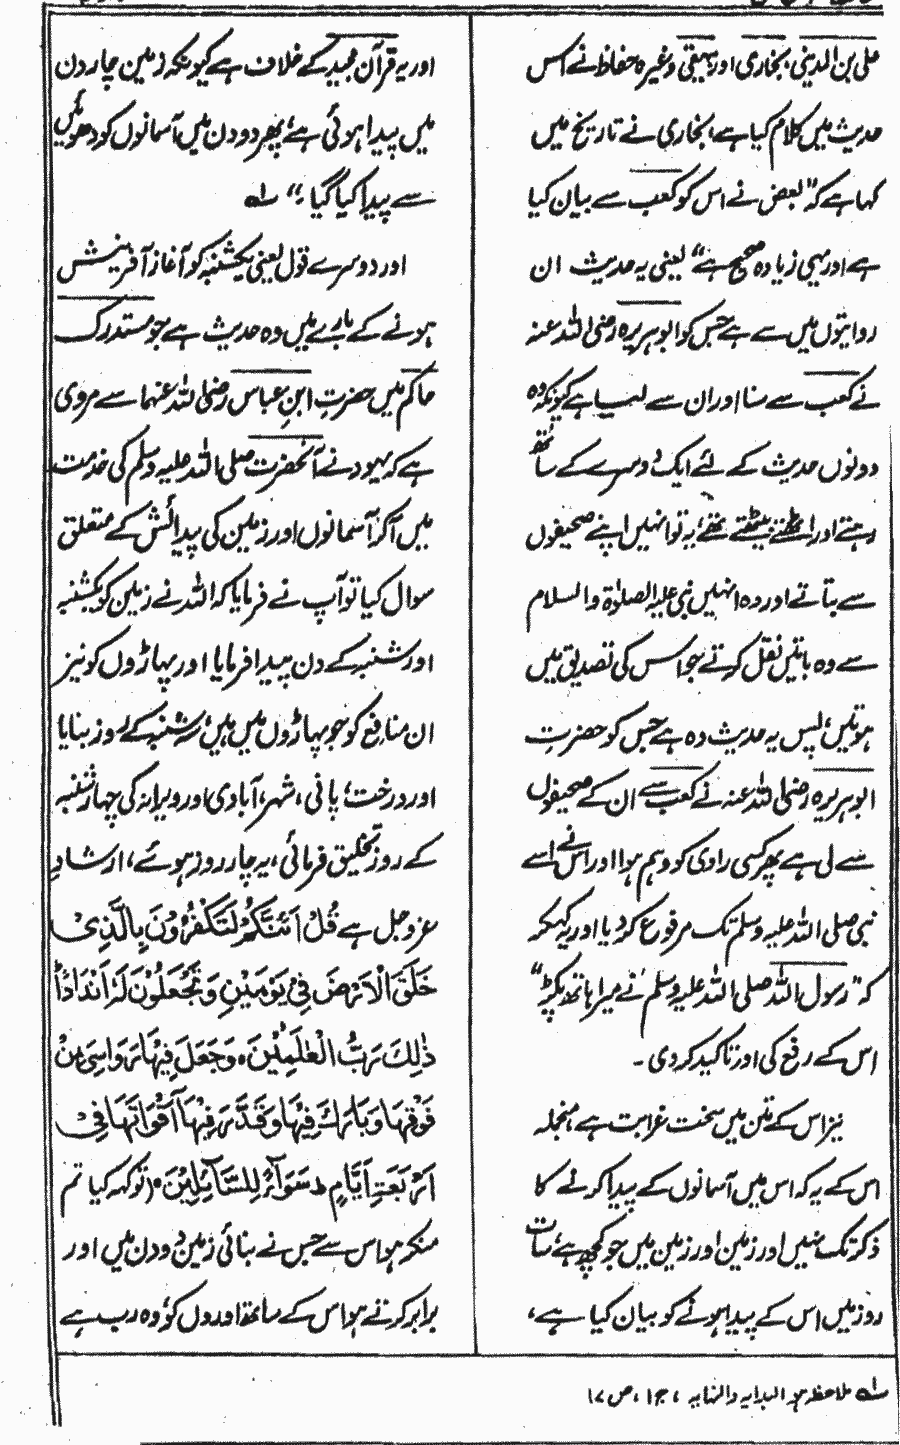 علی بن المدینی، بخاری اور بیہقی وغیرہ حفاظ نے اس
حدیث میں کلام کیا ہے، بخاری نے تاریخ میں
کہا ہے کہ "بعض نے اس کو کعب سے بیان کیا
ہے اور یہی زیادہ صحیح ہے" یعنی یہ حدیث ان
روایتوں میں سے ہے جس کو ابوہریرہ رضی اللہ عنہ
نے کعب سے سنا اور ان سے لیا ہے کیونکہ وہ
دونوں حدیث کے لئے ایک دوسرے کے ساتھ
رہتے اور اٹھتے بیٹھتے تھے، یہ تو انہیں اپنے صحیفوں
سے بتاتے اور وہ انہیں نبی علیہ الصلوٰۃ والسلام
سے وہ باتیں نقل کرتے جو اس کی تصدیق میں
ہوتیں، پس یہ حدیث وہ ہے جس کو حضرت
ابوہریرہ رضی اللہ عنہ نے کعب سے ان کے صحیفوں
سے لی ہے پھر کسی راوی کو وہم ہوا اور اس نے اسے
نبی صلی اللہ علیہ وسلم تک مرفوع کر دیا اور یہ کہہ کر
کہ "رسول اللہ صلی اللہ علیہ وسلم نے میرا ہاتھ پکڑ"
اس کے رفع کی اور تاکید کر دی۔
نیز اس کے متن میں سخت غرابت ہے، منجملہ
اس کے یہ کہ اس میں آسمانوں کے پیدا کرنے کا
ذکر تک نہیں اور زمین اور زمین میں جو کچھ ہے سات
روز میں اس کے پیدا ہونے کو بیان کیا ہے،
اور یہ قرآن مجید کے خلاف ہے کیونکہ زمین چار دن
میں پیدا ہوئی ہے، پھر دو دن میں آسمانوں کو دھوئیں
سے پیدا کیا گیا۔" لہ
اور دوسرے قول یعنی یکشنبہ کو آغاز آفرینش
ہونے کے بارے میں وہ حدیث ہے جو مستدرک
حاکم میں حضرت ابن عباس رضی اللہ عنہما سے مروی
ہے کہ یہود نے آنحضرت صلی اللہ علیہ وسلم کی خدمت
میں آکر آسمانوں اور زمین کی پیدائش کے متعلق
سوال کیا تو آپ نے فرمایا کہ اللہ نے زمین کو یکشنبہ
اور شنبہ کے دن پیدا فرمایا اور پہاڑوں کو نیز
ان منافع کو جو پہاڑوں میں ہیں، سہ شنبہ کے روز بنایا
اور درخت، پانی، شہر، آبادی اور ویرانہ کی چہار شنبہ
کے روز تخلیق فرمائی، یہ چار روز ہوئے، ارشاد
عز وجل ہے قُلْ اَئِنَّكُمْ لَتَكْفُرُوْنَ بِالَّذِیْ
خَلَقَ الْاَرْضَ فِیْ یَوْمَیْنِ وَتَجْعَلُوْنَ لَهٗ اَنْدَادًا
ذٰلِكَ رَبُّ الْعٰلَمِیْنَ ہ وَجَعَلَ فِیْهَا رَوَاسِیَ مِنْ
فَوْقِهَا وَبَارَكَ فِیْهَا وَقَدَّرَ فِیْهَا اَقْوَاتَهَا فِیْ
اَرْبَعَةِ اَیَّامٍ ط سَوَآءً لِّلسَّآئِلِیْنَ ہ (تو کہہ کیا تم
منکر ہو اس سے جس نے بنائی زمین دو دن میں اور
برابر کرتے ہو اس کے ساتھ اوروں کو، وہ رب ہے
لہ ملاحظہ ہو البدایہ والنہایہ، ج ۱، ص ۱۷